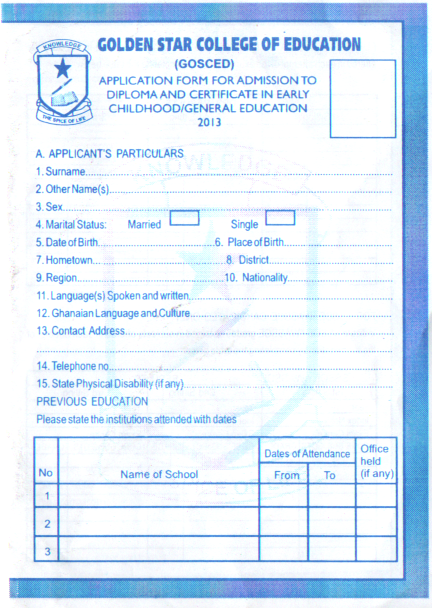 KNOWLEDGE
THE SPICE OF LIFE
GOLDEN STAR COLLEGE OF EDUCATION
(GOSCED)
APPLICATION FORM FOR ADMISSION TO
DIPLOMA AND CERTIFICATE IN EARLY
CHILDHOOD/GENERAL EDUCATION
2013
A. APPLICANT'S PARTICULARS
1. Surname
2. Other Name(s)
3. Sex
4. Marital Status: Married Single
5. Date of Birth 6. Place of Birth
7. Hometown 8. District
9. Region 10. Nationality
11. Language(s) Spoken and written
12. Ghanaian Language and Culture
13. Contact Address
14. Telephone no
15. State Physical Disability (if any)
PREVIOUS EDUCATION
Please state the institutions attended with dates
No Name of School Dates of Attendance Office held (if any)
From To
1
2
3